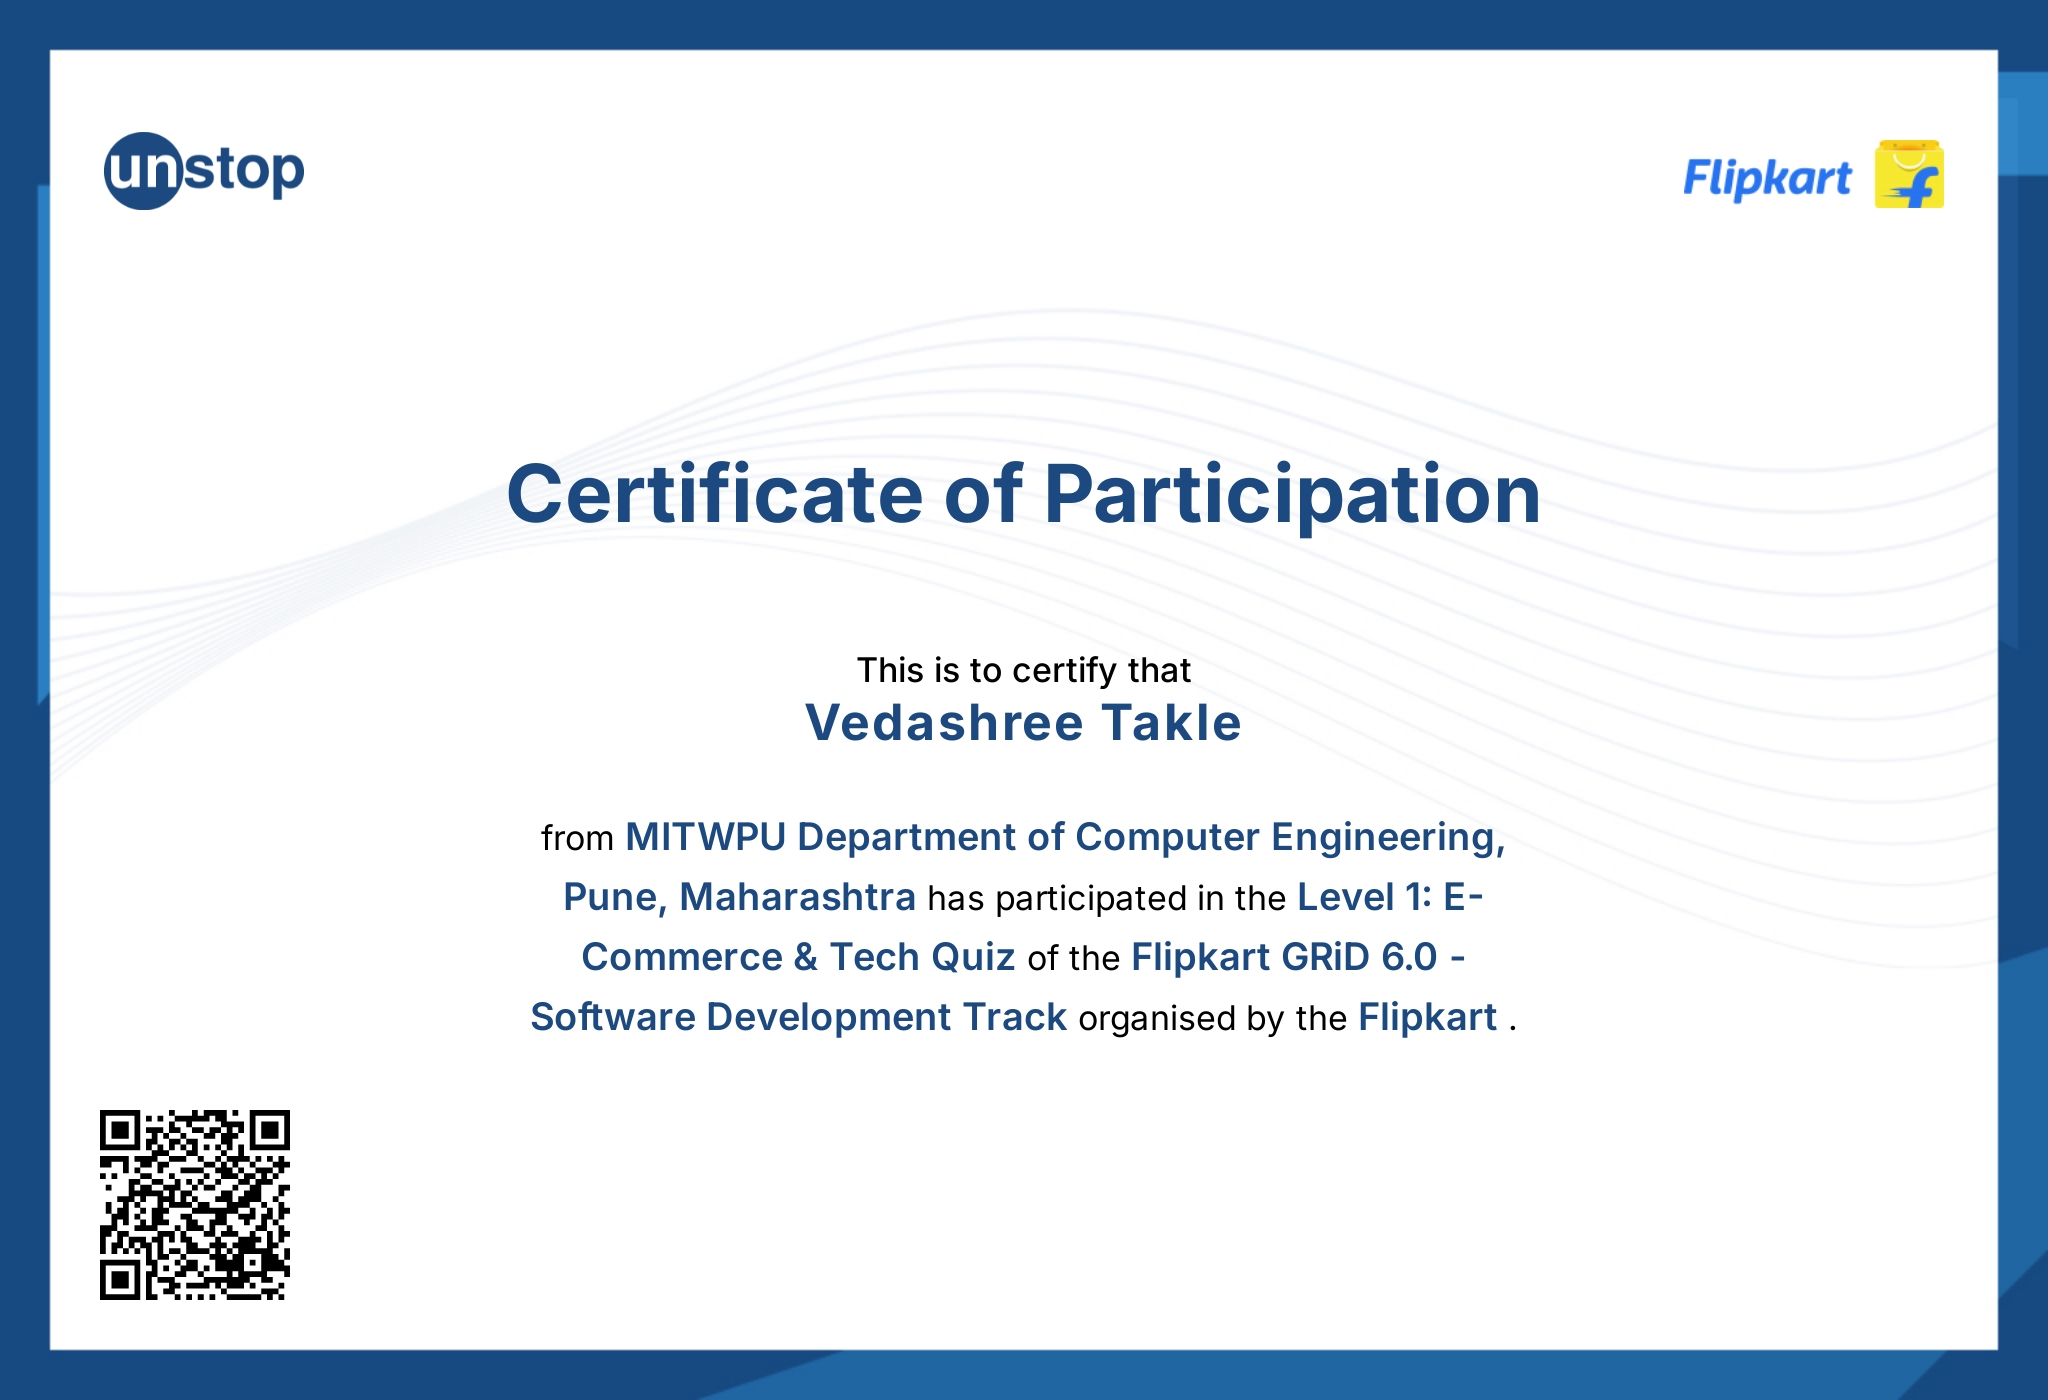 unstop
Flipkart
Certificate of Participation
This is to certify that
Vedashree Takle
from MITWPU Department of Computer Engineering,
Pune, Maharashtra has participated in the Level 1: E-
Commerce & Tech Quiz of the Flipkart GRiD 6.0 -
Software Development Track organised by the Flipkart .